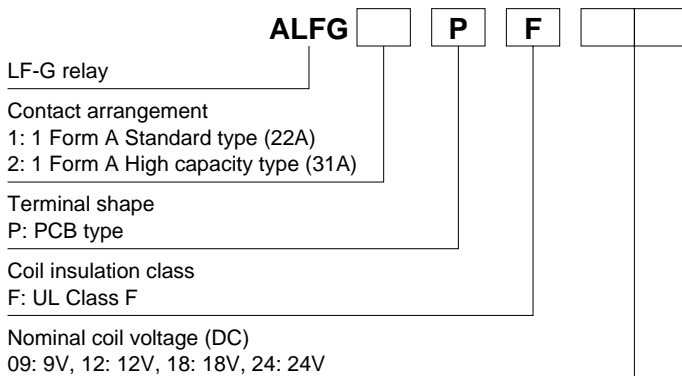 ALFG P F
LF-G relay
Contact arrangement
1: 1 Form A Standard type (22A)
2: 1 Form A High capacity type (31A)
Terminal shape
P: PCB type
Coil insulation class
F: UL Class F
Nominal coil voltage (DC)
09: 9V, 12: 12V, 18: 18V, 24: 24V